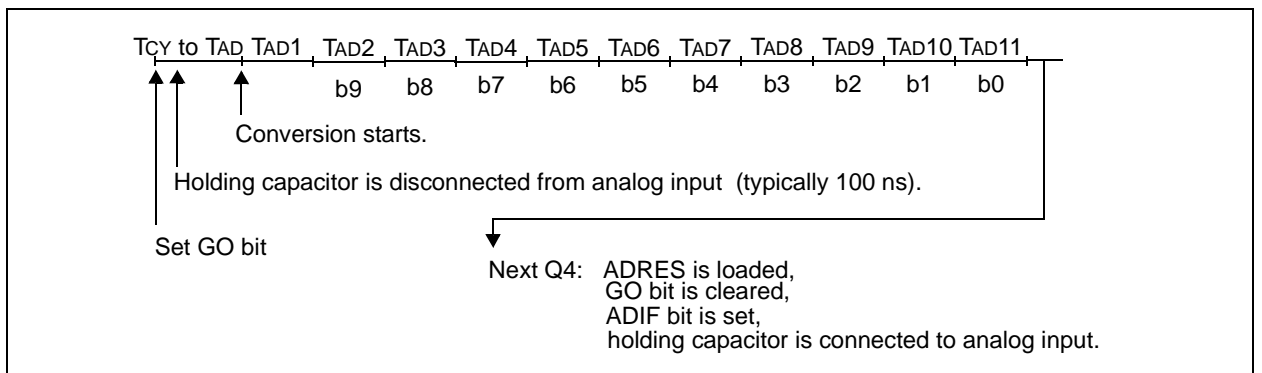 TCY to TAD TAD1 TAD2 TAD3 TAD4 TAD5 TAD6 TAD7 TAD8 TAD9 TAD10 TAD11
b9 b8 b7 b6 b5 b4 b3 b2 b1 b0
Conversion starts.
Holding capacitor is disconnected from analog input (typically 100 ns).
Set GO bit
Next Q4: ADRES is loaded,
GO bit is cleared,
ADIF bit is set,
holding capacitor is connected to analog input.